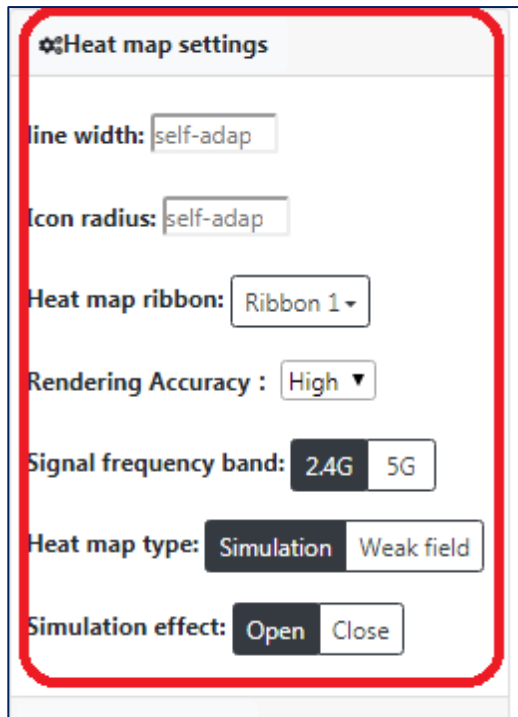 Heat map settings
line width: self-adap
Icon radius: self-adap
Heat map ribbon: Ribbon 1
Rendering Accuracy : High
Signal frequency band: 2.4G 5G
Heat map type: Simulation Weak field
Simulation effect: Open Close